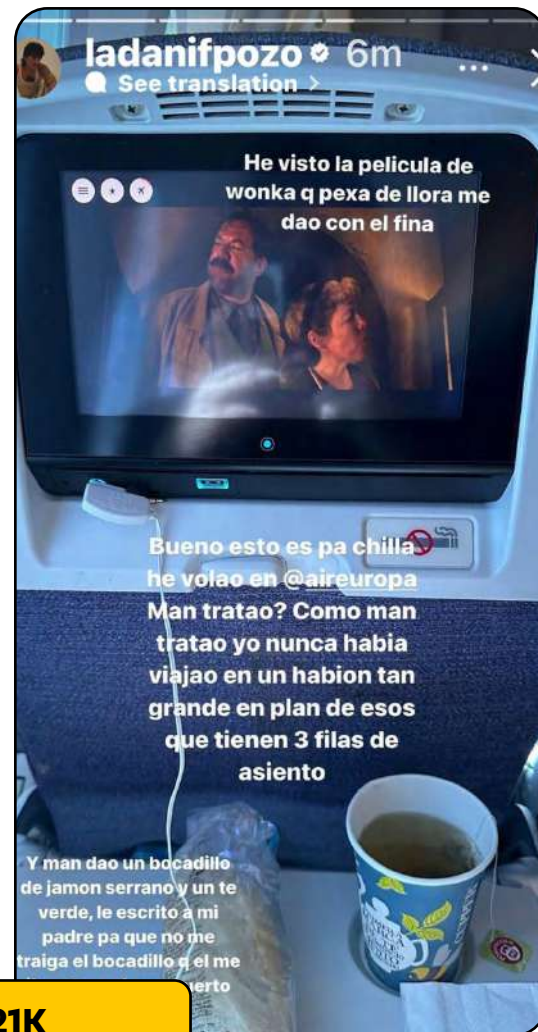 ladanifpozo 6m
See translation >
He visto la pelicula de
wonka q pexa de llora me
dao con el fina
Bueno esto es pa chilla
he volao en @aireuropa
Man tratao? Como man
tratao yo nunca habia
viajao en un habion tan
grande en plan de esos
que tienen 3 filas de
asiento
Y man dao un bocadillo
de jamon serrano y un te
verde, le escrito a mi
padre pa que no me
traiga el bocadillo q el me
21K